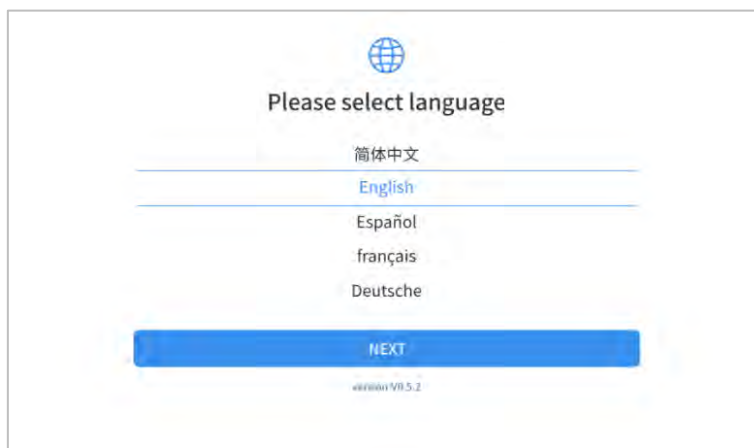 Please select language
简体中文
English
Español
français
Deutsche
NEXT
version V0.5.2